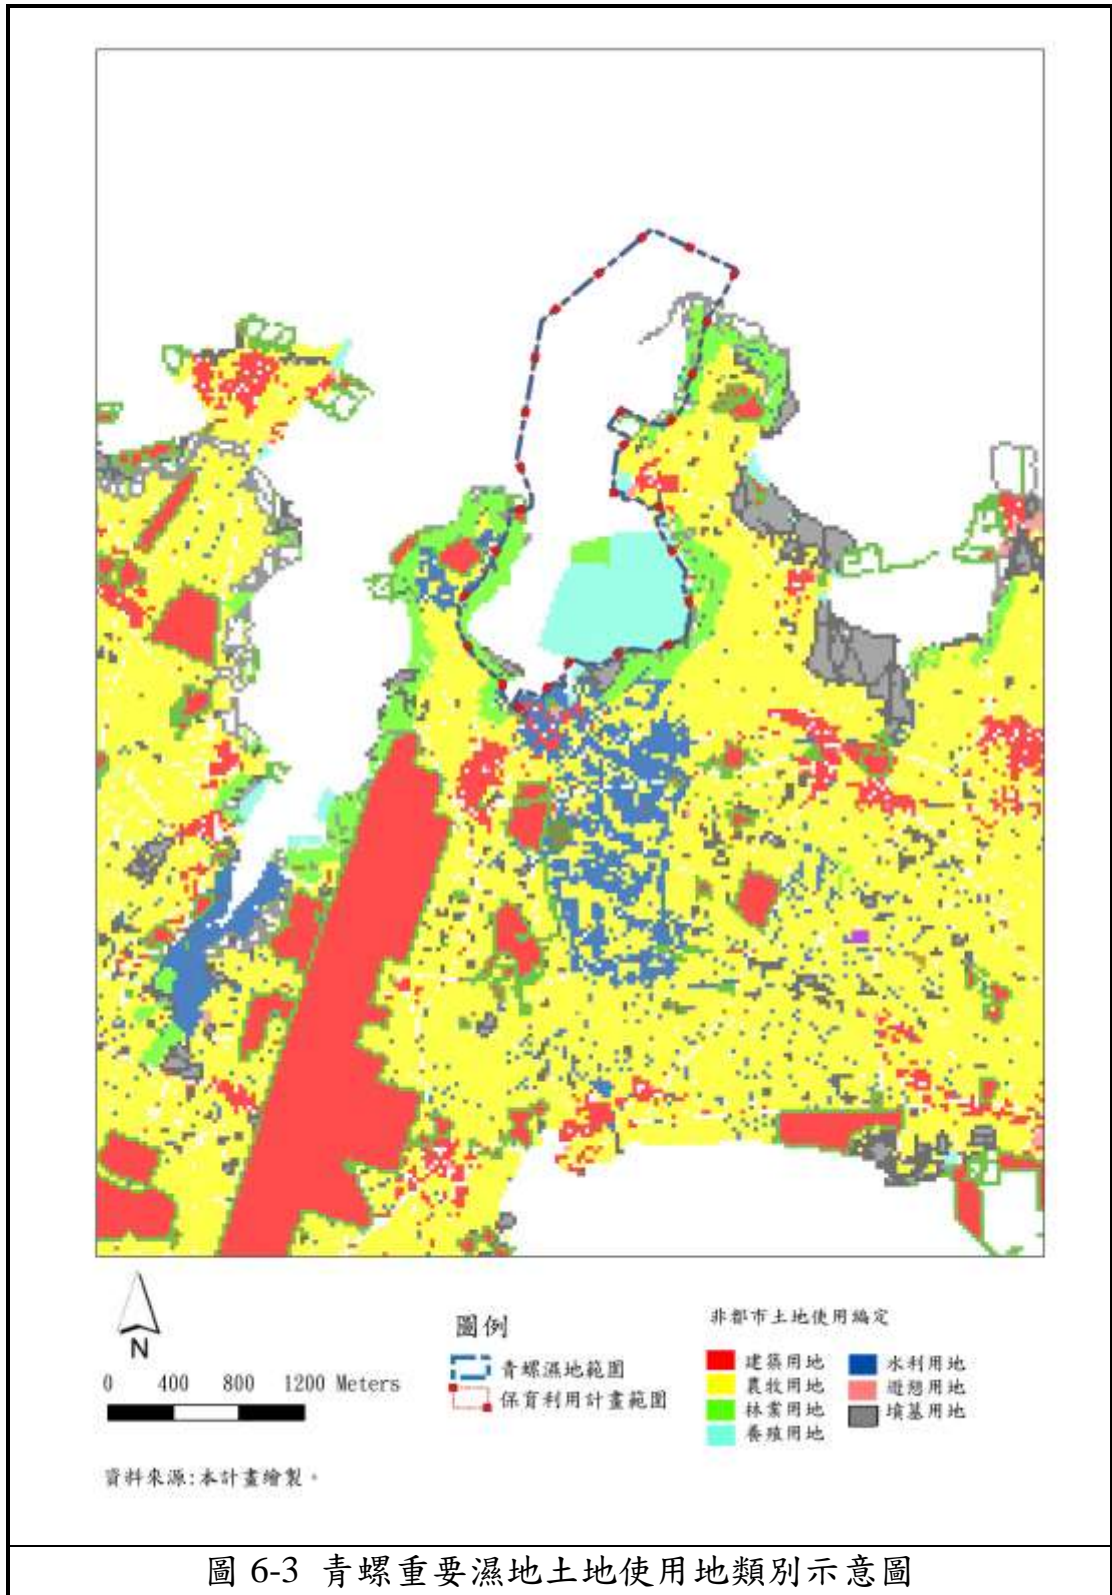 N
0 400 800 1200 Meters
資料來源:本計畫繪製。
圖例
青螺濕地範圍
保育利用計畫範圍
非都市土地使用編定
建築用地
農牧用地
林業用地
養殖用地
水利用地
遊憩用地
墳墓用地
圖 6-3 青螺重要濕地土地使用地類別示意圖